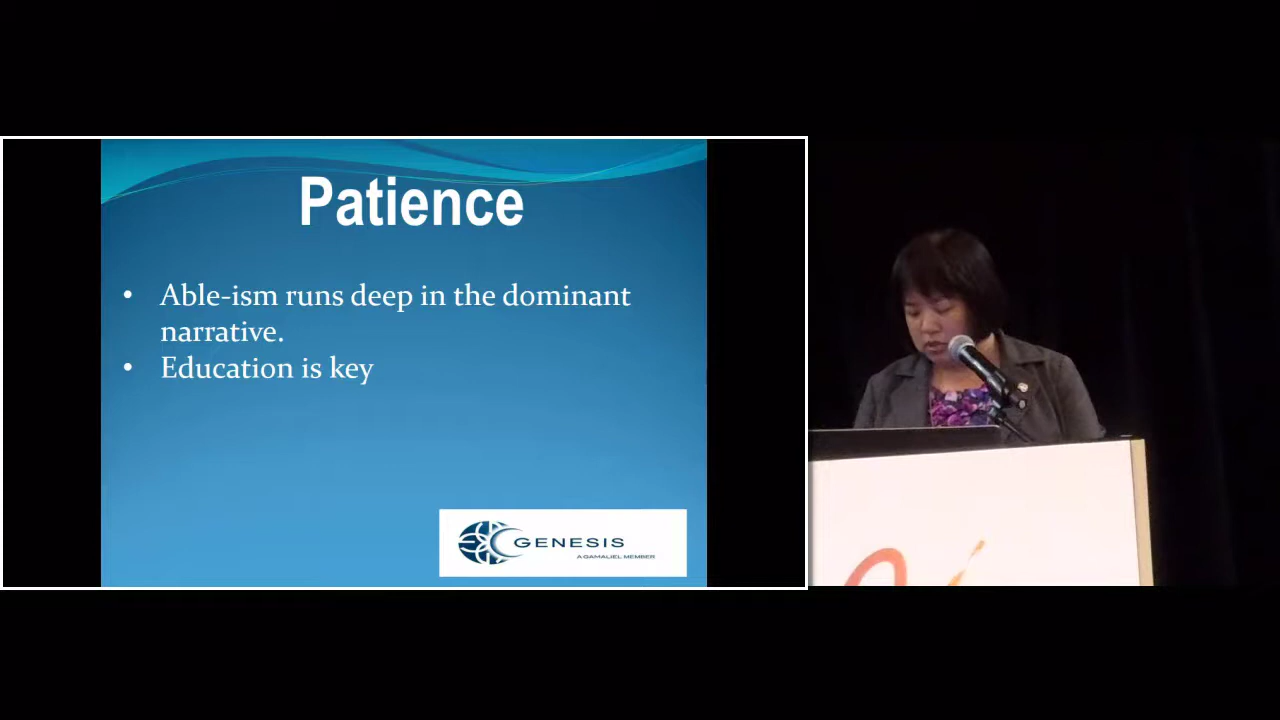 Patience
• Able-ism runs deep in the dominant
narrative.
• Education is key
GENESIS
A GAMALIEL MEMBER